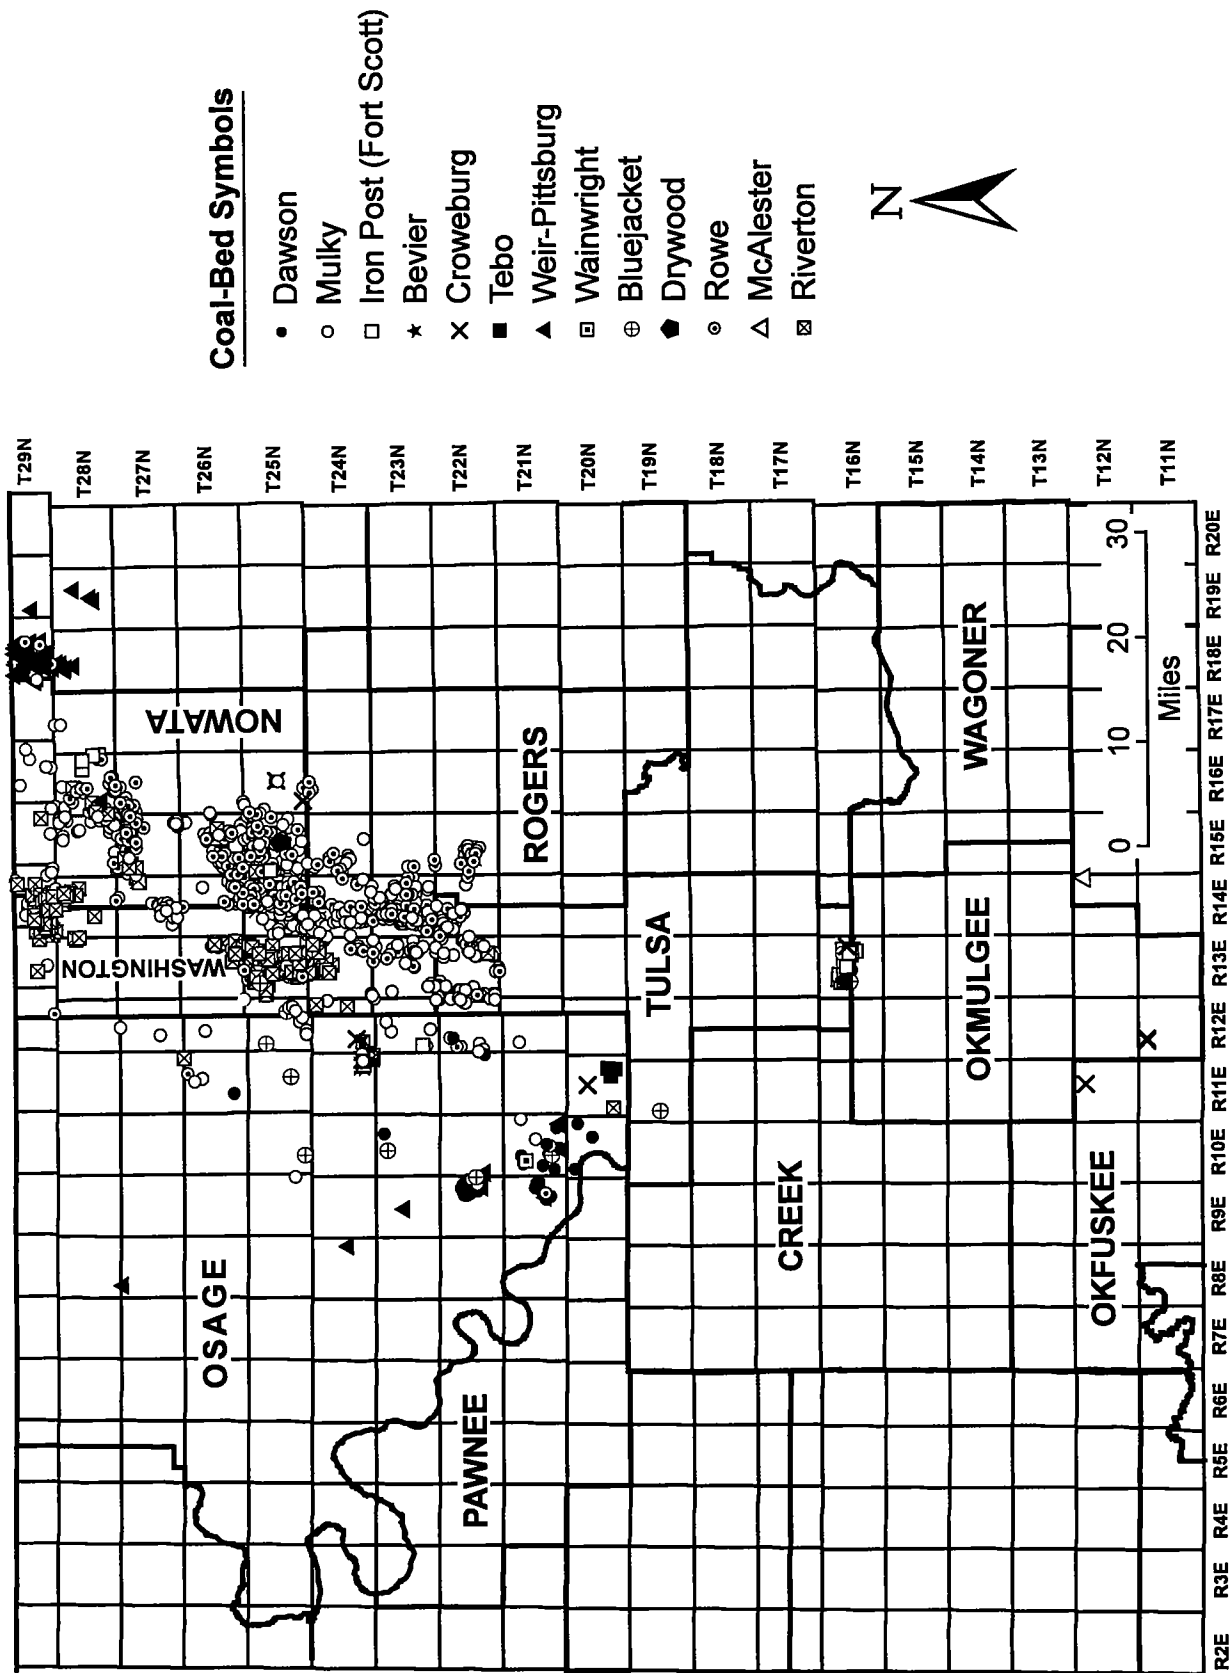 Coal-Bed Symbols
Dawson
Mulky
Iron Post (Fort Scott)
Bevier
Croweburg
Tebo
Weir-Pittsburg
Wainwright
Bluejacket
Drywood
Rowe
McAlester
Riverton
N
T29N
T28N
T27N
T26N
T25N
T24N
T23N
T22N
T21N
T20N
T19N
T18N
T17N
T16N
T15N
T14N
T13N
T12N
T11N
NOWATA
WASHINGTON
OSAGE
ROGERS
TULSA
PAWNEE
CREEK
WAGONER
OKMULGEE
OKFUSKEE
0 10 20 30
Miles
R2E R3E R4E R5E R6E R7E R8E R9E R10E R11E R12E R13E R14E R15E R16E R17E R18E R19E R20E